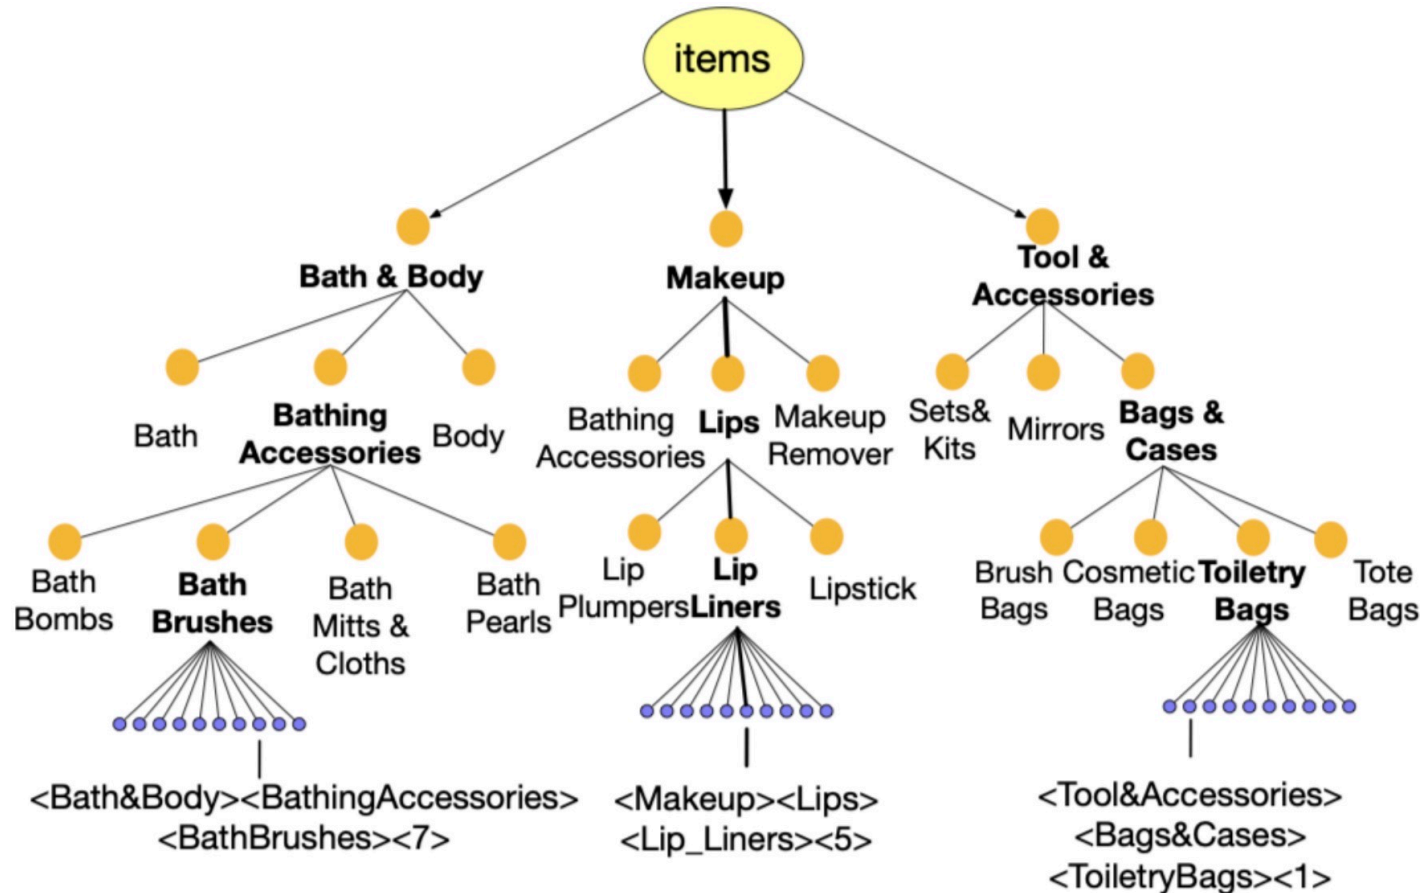 items
Bath & Body
Makeup
Tool &
Accessories
Bath
Bathing
Accessories
Body
Bathing
Accessories
Lips
Makeup
Remover
Sets&
Kits
Mirrors
Bags &
Cases
Bath
Bombs
Bath
Brushes
Bath
Mitts &
Cloths
Bath
Pearls
Lip
Plumpers
Lip
Liners
Lipstick
Brush
Bags
Cosmetic
Bags
Toiletry
Bags
Tote
Bags
<Bath&Body><BathingAccessories>
<BathBrushes><7>
<Makeup><Lips>
<Lip_Liners><5>
<Tool&Accessories>
<Bags&Cases>
<ToiletryBags><1>